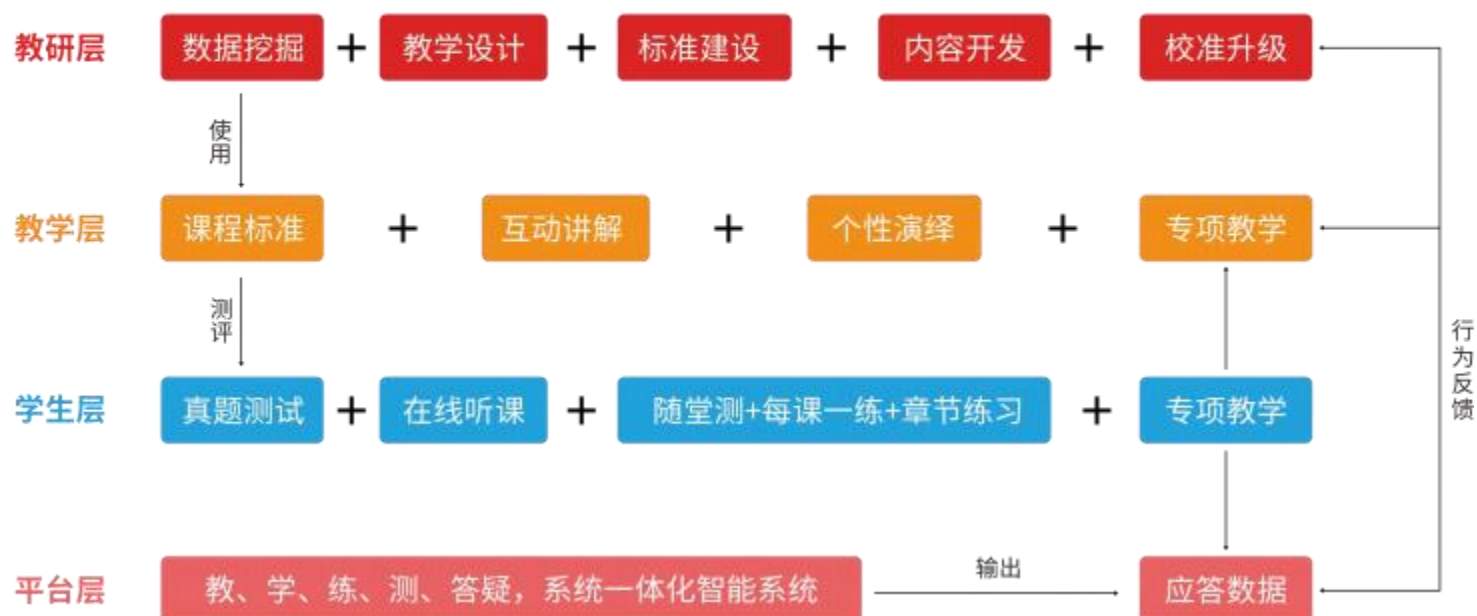 教研层 数据挖掘 + 教学设计 + 标准建设 + 内容开发 + 校准升级
使用
教学层 课程标准 + 互动讲解 + 个性演绎 + 专项教学
测评
行为反馈
学生层 真题测试 + 在线听课 + 随堂测+每课一练+章节练习 + 专项教学
输出
平台层 教、学、练、测、答疑，系统一体化智能系统 应答数据